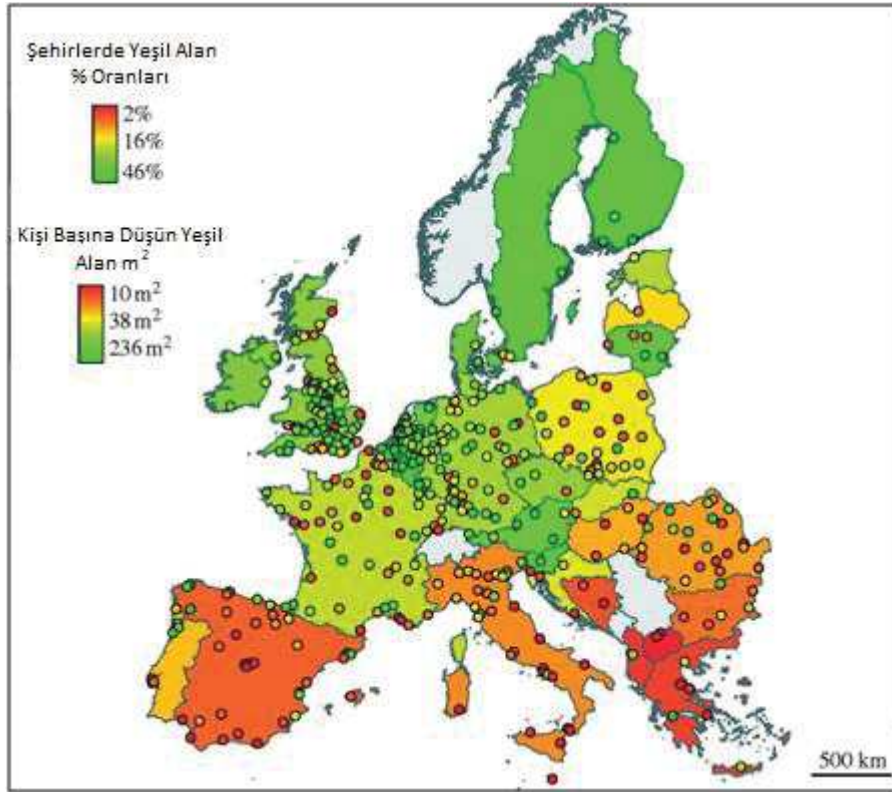 Şehirlerde Yeşil Alan
% Oranları
2%
16%
46%
Kişi Başına Düşün Yeşil
Alan m²
10 m²
38 m²
236 m²
500 km